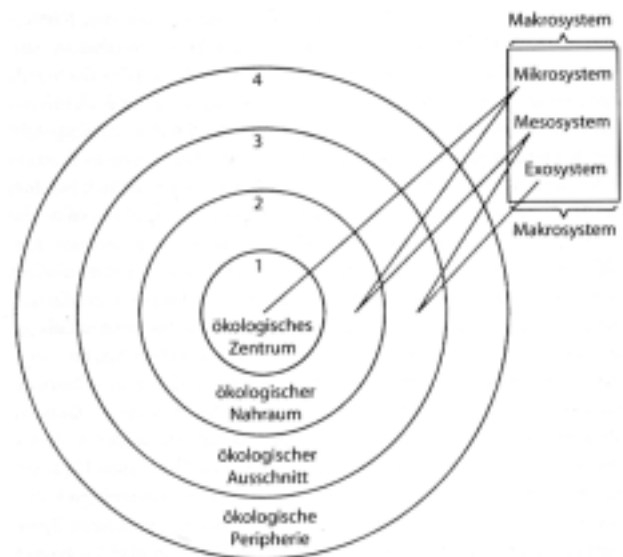 Makrosystem
Mikrosystem
Mesosystem
Exosystem
Makrosystem
4
3
2
1
ökologisches
Zentrum
ökologischer
Nahraum
ökologischer
Ausschnitt
ökologische
Peripherie